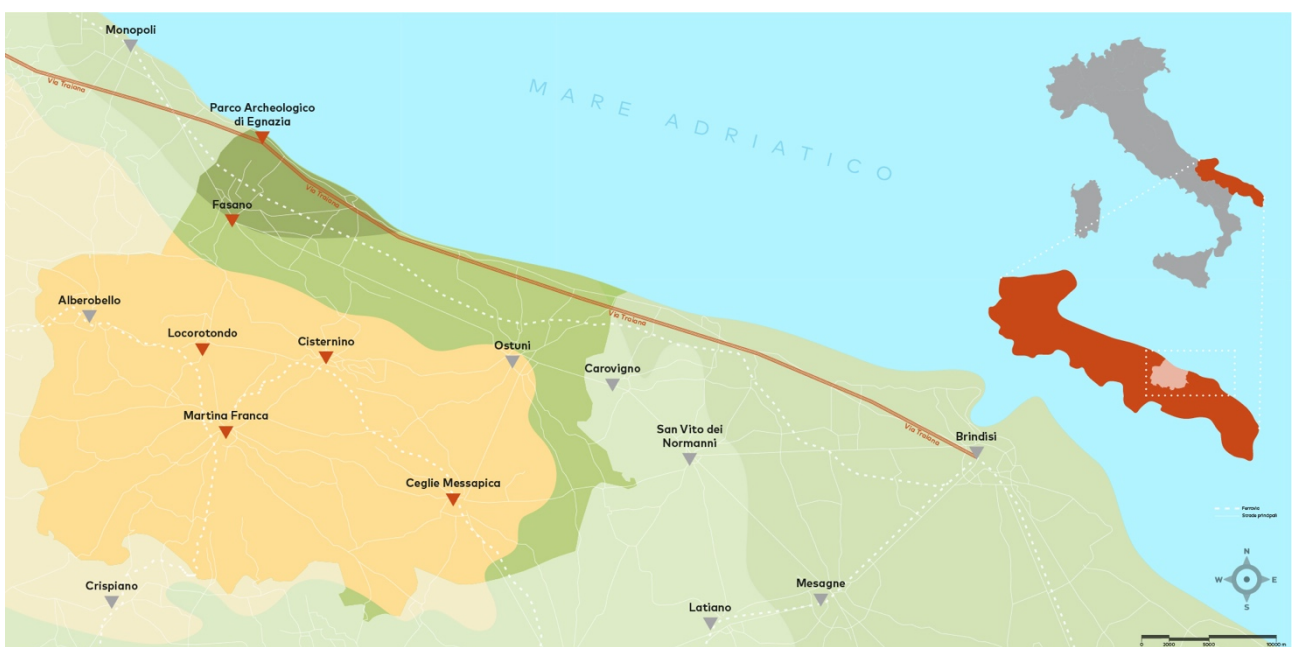 Monopoli
Via Traiana
Parco Archeologico
di Egnazia
MARE ADRIATICO
Via Traiana
Fasano
Alberobello
Locorotondo
Cisternino
Ostuni
Via Traiana
Carovigno
Martina Franca
San Vito dei
Normanni
Via Traiana
Brindisi
Ceglie Messapica
Crispiano
Latiano
Mesagne
Ferrovia
Strade principali
N
W E
S
0 2000 5000 10000 m